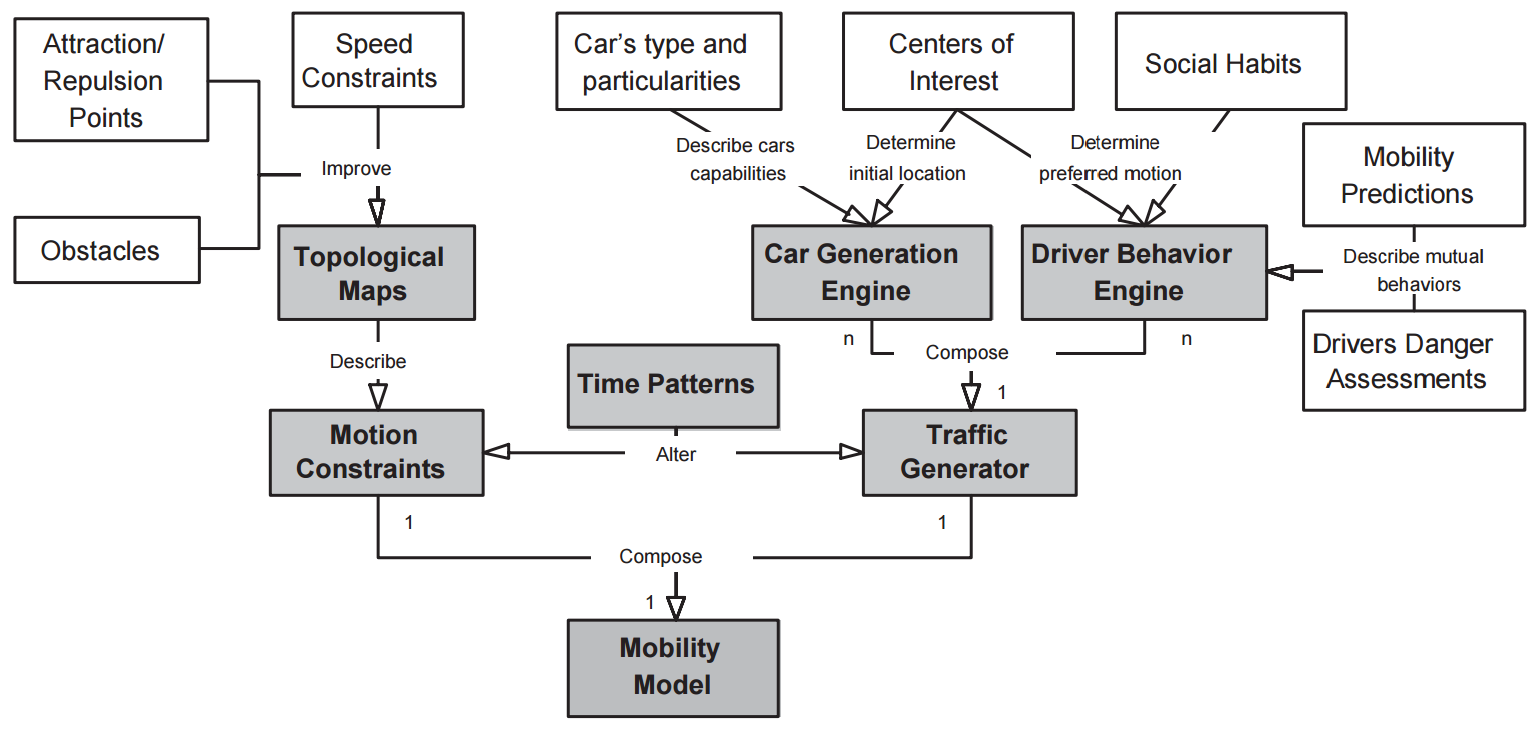 Attraction/
Repulsion
Points
Speed
Constraints
Car's type and
particularities
Centers of
Interest
Social Habits
Mobility
Predictions
Obstacles
Improve
Describe cars
capabilities
Determine
initial location
Determine
preferred motion
Describe mutual
behaviors
Topological
Maps
Car Generation
Engine
Driver Behavior
Engine
Drivers Danger
Assessments
Describe
Time Patterns
n
Compose
n
1
Motion
Constraints
Alter
Traffic
Generator
1
1
Compose
1
Mobility
Model